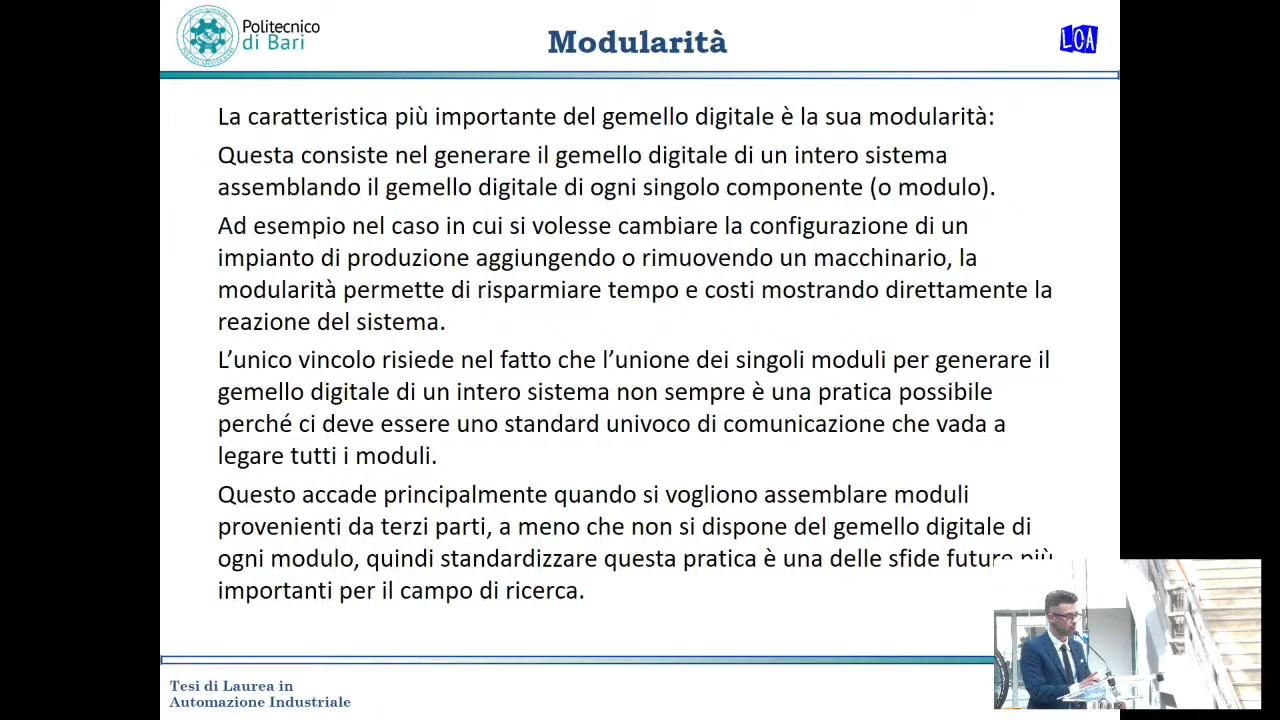 Politecnico
di Bari
Modularità
LCA
La caratteristica più importante del gemello digitale è la sua modularità:
Questa consiste nel generare il gemello digitale di un intero sistema
assemblando il gemello digitale di ogni singolo componente (o modulo).
Ad esempio nel caso in cui si volesse cambiare la configurazione di un
impianto di produzione aggiungendo o rimuovendo un macchinario, la
modularità permette di risparmiare tempo e costi mostrando direttamente la
reazione del sistema.
L’unico vincolo risiede nel fatto che l’unione dei singoli moduli per generare il
gemello digitale di un intero sistema non sempre è una pratica possibile
perché ci deve essere uno standard univoco di comunicazione che vada a
legare tutti i moduli.
Questo accade principalmente quando si vogliono assemblare moduli
provenienti da terzi parti, a meno che non si dispone del gemello digitale di
ogni modulo, quindi standardizzare questa pratica è una delle sfide future più
importanti per il campo di ricerca.
Tesi di Laurea in
Automazione Industriale